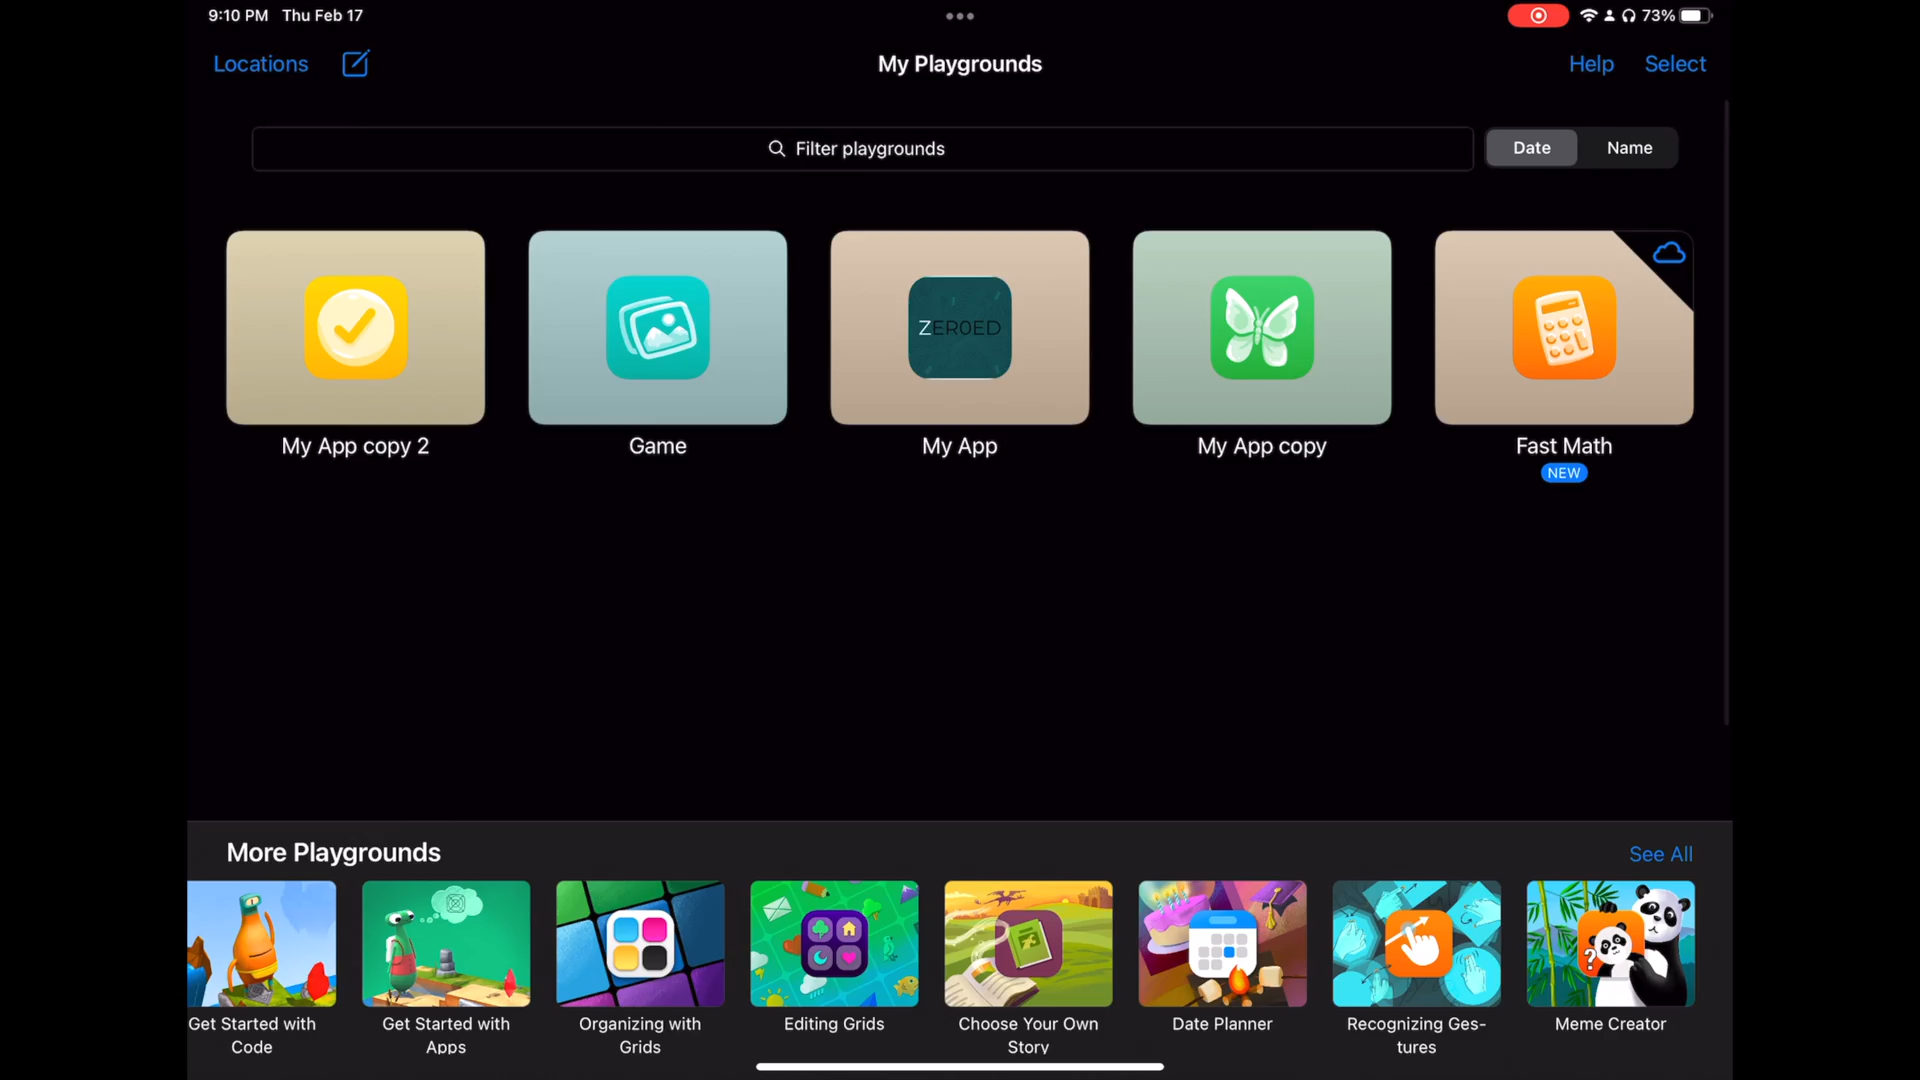 9:10 PM Thu Feb 17
73%
Locations
My Playgrounds
Help
Select
Filter playgrounds
Date
Name
ZER0ED
My App copy 2
Game
My App
My App copy
Fast Math
NEW
More Playgrounds
See All
?
Get Started with
Code
Get Started with
Apps
Organizing with
Grids
Editing Grids
Choose Your Own
Story
Date Planner
Recognizing Ges-
tures
Meme Creator